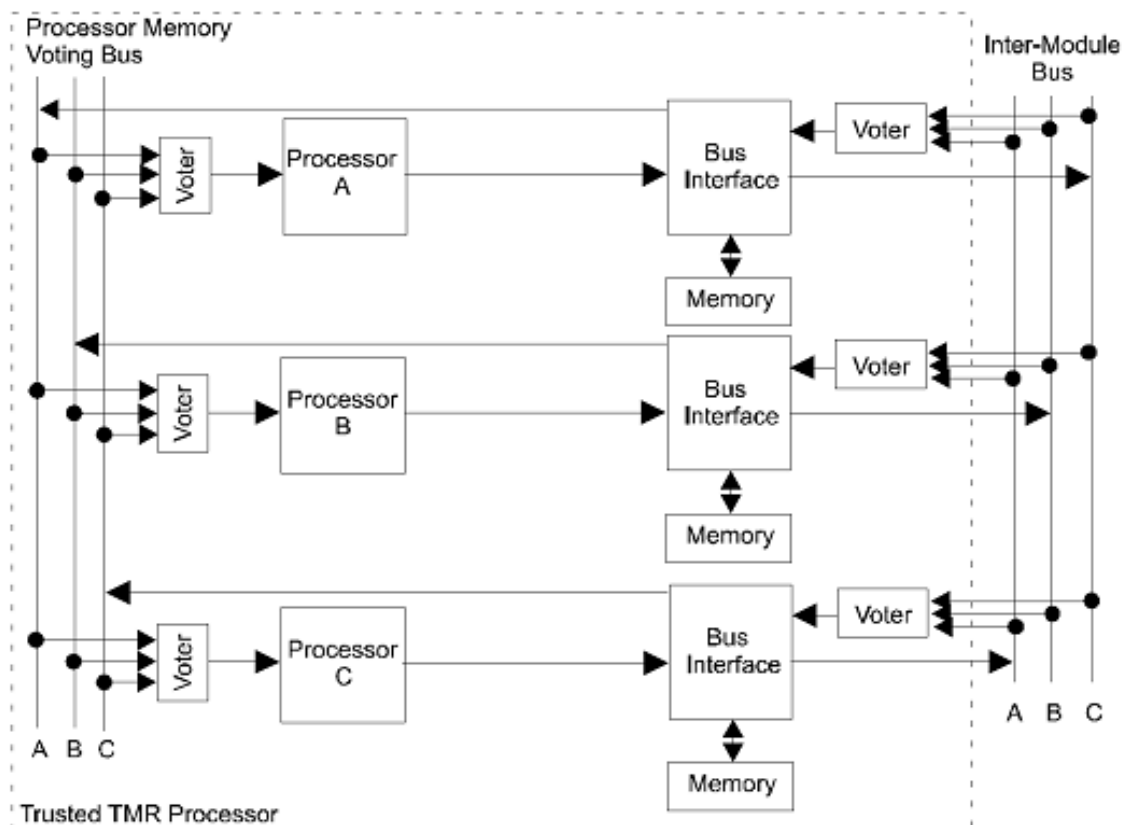 Processor Memory
Voting Bus
Inter-Module
Bus
Voter
Processor
A
Bus
Interface
Voter
Memory
Voter
Processor
B
Bus
Interface
Voter
Memory
Voter
Processor
C
Bus
Interface
Voter
Memory
A B C
A B C
Trusted TMR Processor